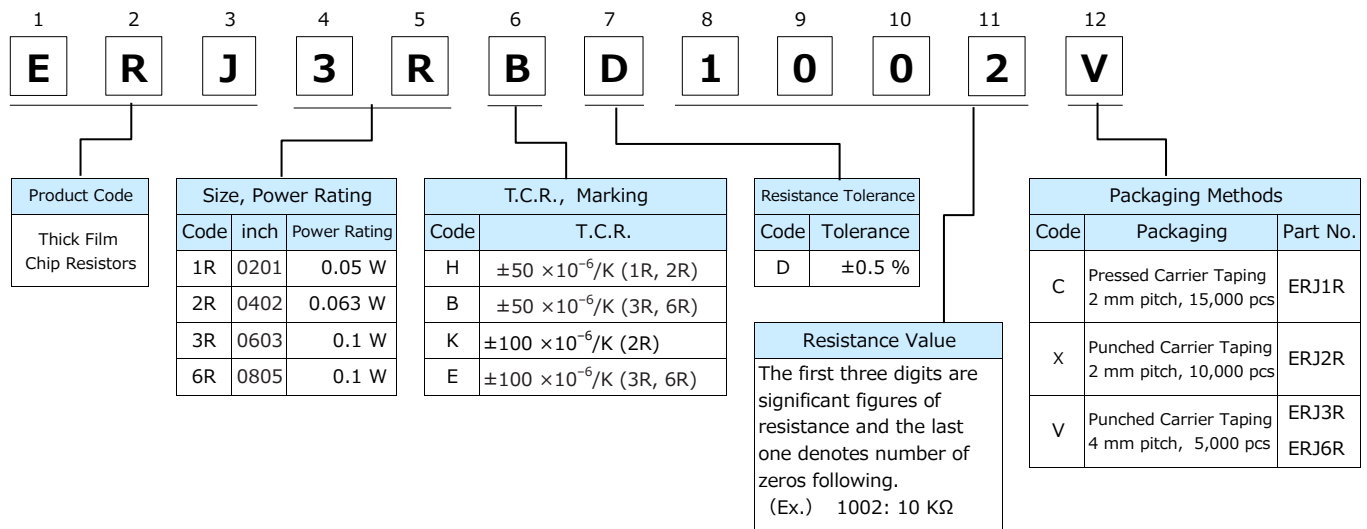 1 2 3 4 5 6 7 8 9 10 11 12
E R J 3 R B D 1 0 0 2 V
Product Code
Thick Film
Chip Resistors
Size, Power Rating
Code inch Power Rating
1R 0201 0.05 W
2R 0402 0.063 W
3R 0603 0.1 W
6R 0805 0.1 W
T.C.R., Marking
Code T.C.R.
H ±50 ×10⁻⁶/K (1R, 2R)
B ±50 ×10⁻⁶/K (3R, 6R)
K ±100 ×10⁻⁶/K (2R)
E ±100 ×10⁻⁶/K (3R, 6R)
Resistance Tolerance
Code Tolerance
D ±0.5 %
Resistance Value
The first three digits are
significant figures of
resistance and the last
one denotes number of
zeros following.
(Ex.) 1002: 10 KΩ
Packaging Methods
Code Packaging Part No.
C Pressed Carrier Taping
2 mm pitch, 15,000 pcs ERJ1R
X Punched Carrier Taping
2 mm pitch, 10,000 pcs ERJ2R
V Punched Carrier Taping
4 mm pitch, 5,000 pcs
ERJ3R
ERJ6R